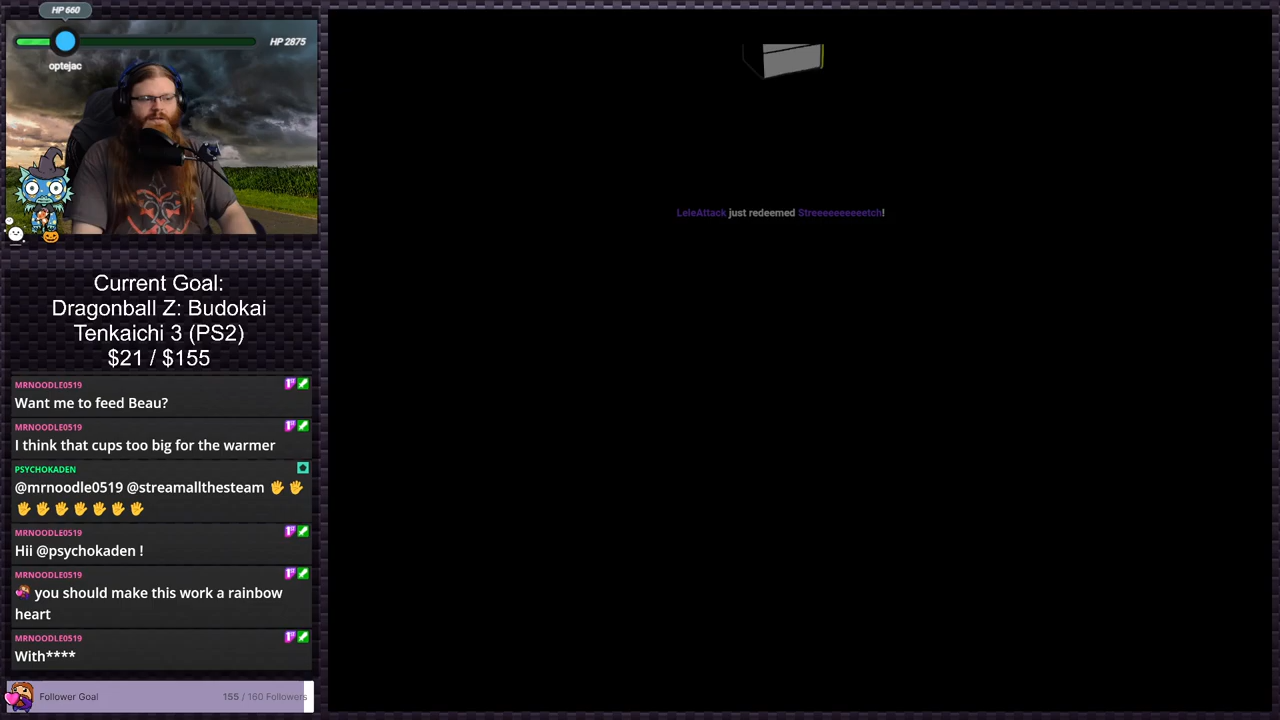 HP 660
HP 2875
optejac
LeleAttack just redeemed Streeeeeeeeeetch!
Current Goal:
Dragonball Z: Budokai
Tenkaichi 3 (PS2)
$21 / $155
MRNOODLE0519
Want me to feed Beau?
MRNOODLE0519
I think that cups too big for the warmer
PSYCHOKADEN
@mrnoodle0519 @streamallthesteam 🖐🖐
🖐🖐🖐🖐🖐🖐🖐
MRNOODLE0519
Hii @psychokaden !
MRNOODLE0519
you should make this work a rainbow
heart
MRNOODLE0519
With****
Follower Goal
155 / 160 Followers